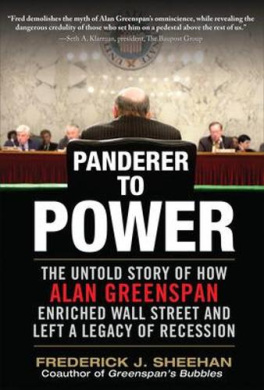 "Fred demolishes the myth of Alan Greenspan's omniscience, while revealing the
dangerous credulity of those who set him on a pedestal above the rest of us."
—Seth A. Klarman, president, The Baupost Group
PANDERER
TO
POWER
THE UNTOLD STORY OF HOW
ALAN GREENSPAN
ENRICHED WALL STREET AND
LEFT A LEGACY OF RECESSION
FREDERICK J. SHEEHAN
Coauthor of Greenspan's Bubbles